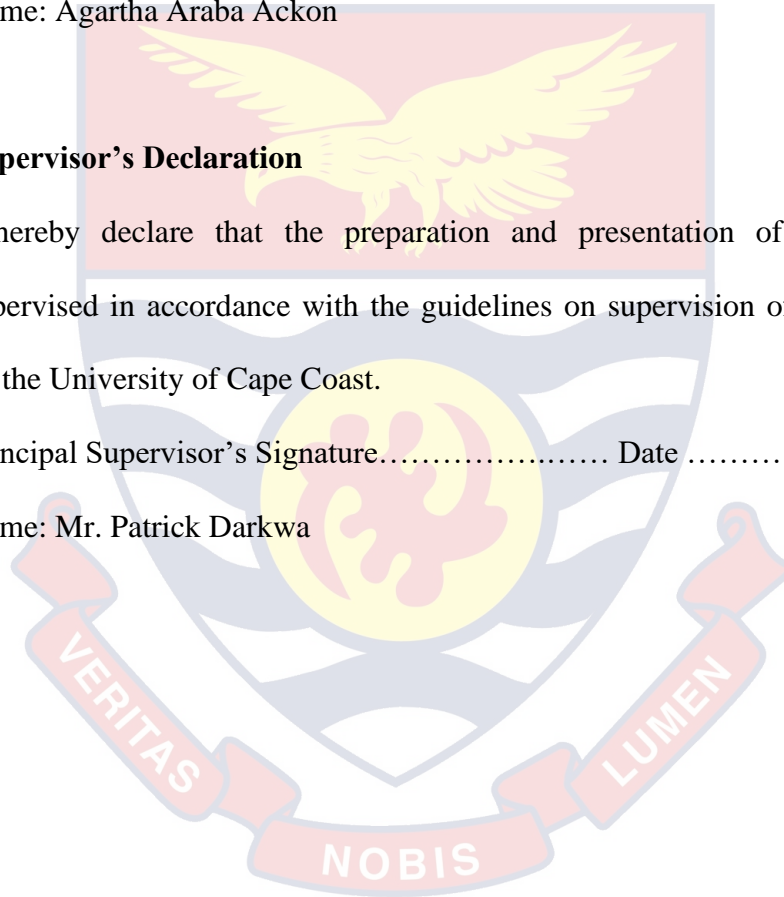 me: Agartha Araba Ackon
pervisor’s Declaration
hereby declare that the preparation and presentation of
pervised in accordance with the guidelines on supervision of
the University of Cape Coast.
ncipal Supervisor’s Signature…………….…… Date ………
me: Mr. Patrick Darkwa
VERITAS
NOBIS
LUMEN